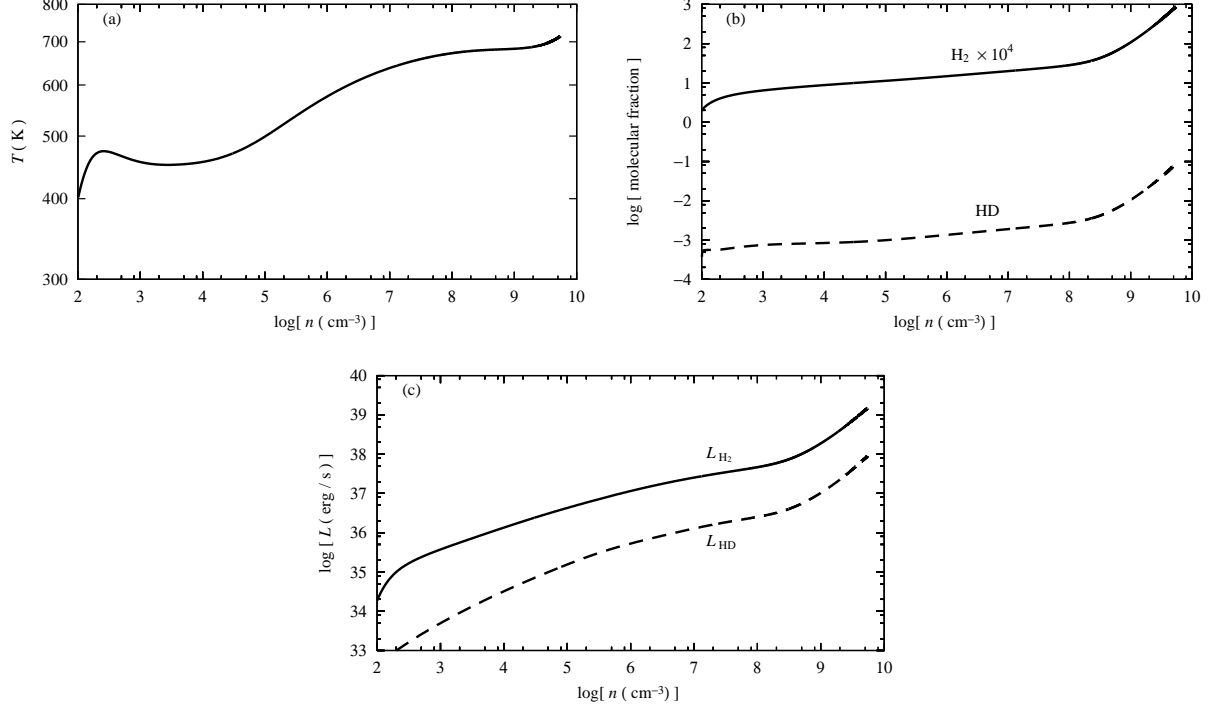 (a)
800
700
600
500
400
300
T ( K )
2 3 4 5 6 7 8 9 10
log[ n ( cm⁻³) ]
(b)
3
2
1
0
−1
−2
−3
−4
log [ molecular fraction ]
H₂ ×10⁴
HD
2 3 4 5 6 7 8 9 10
log[ n ( cm⁻³) ]
(c)
40
39
38
37
36
35
34
33
log [ L ( erg / s) ]
L H₂
L HD
2 3 4 5 6 7 8 9 10
log[ n ( cm⁻³) ]